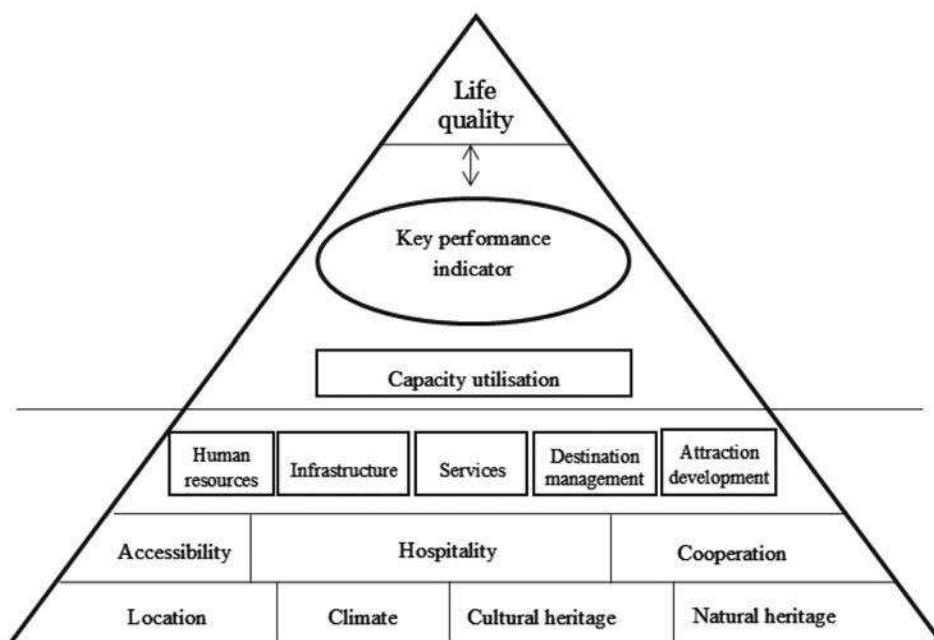 Life
quality
Key performance
indicator
Capacity utilisation
Human
resources
Infrastructure
Services
Destination
management
Attraction
development
Accessibility
Hospitality
Cooperation
Location
Climate
Cultural heritage
Natural heritage